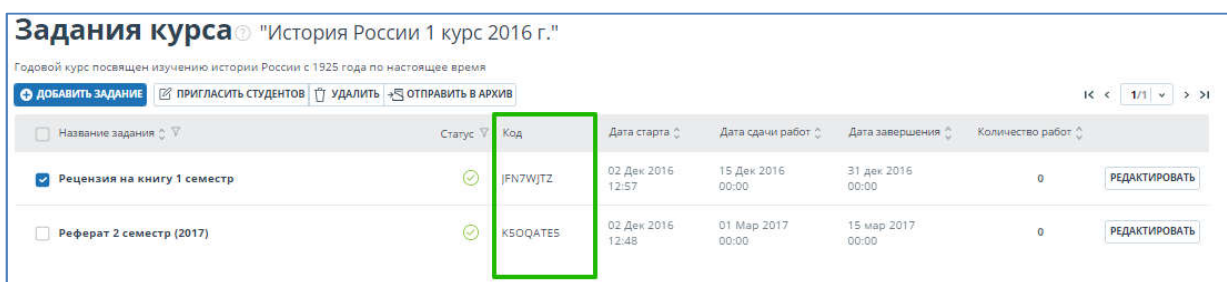 Задания курса ? "История России 1 курс 2016 г."
Годовой курс посвящен изучению истории России с 1925 года по настоящее время
ДОБАВИТЬ ЗАДАНИЕ ПРИГЛАСИТЬ СТУДЕНТОВ УДАЛИТЬ ОТПРАВИТЬ В АРХИВ 1/1
Название задания Статус Код Дата старта Дата сдачи работ Дата завершения Количество работ
Рецензия на книгу 1 семестр JFN7WJTZ 02 Дек 2016 15 Дек 2016 31 дек 2016 0 РЕДАКТИРОВАТЬ
12:57 00:00 00:00
Реферат 2 семестр (2017) K5OQATE5 02 Дек 2016 01 Мар 2017 15 мар 2017 0 РЕДАКТИРОВАТЬ
12:48 00:00 00:00